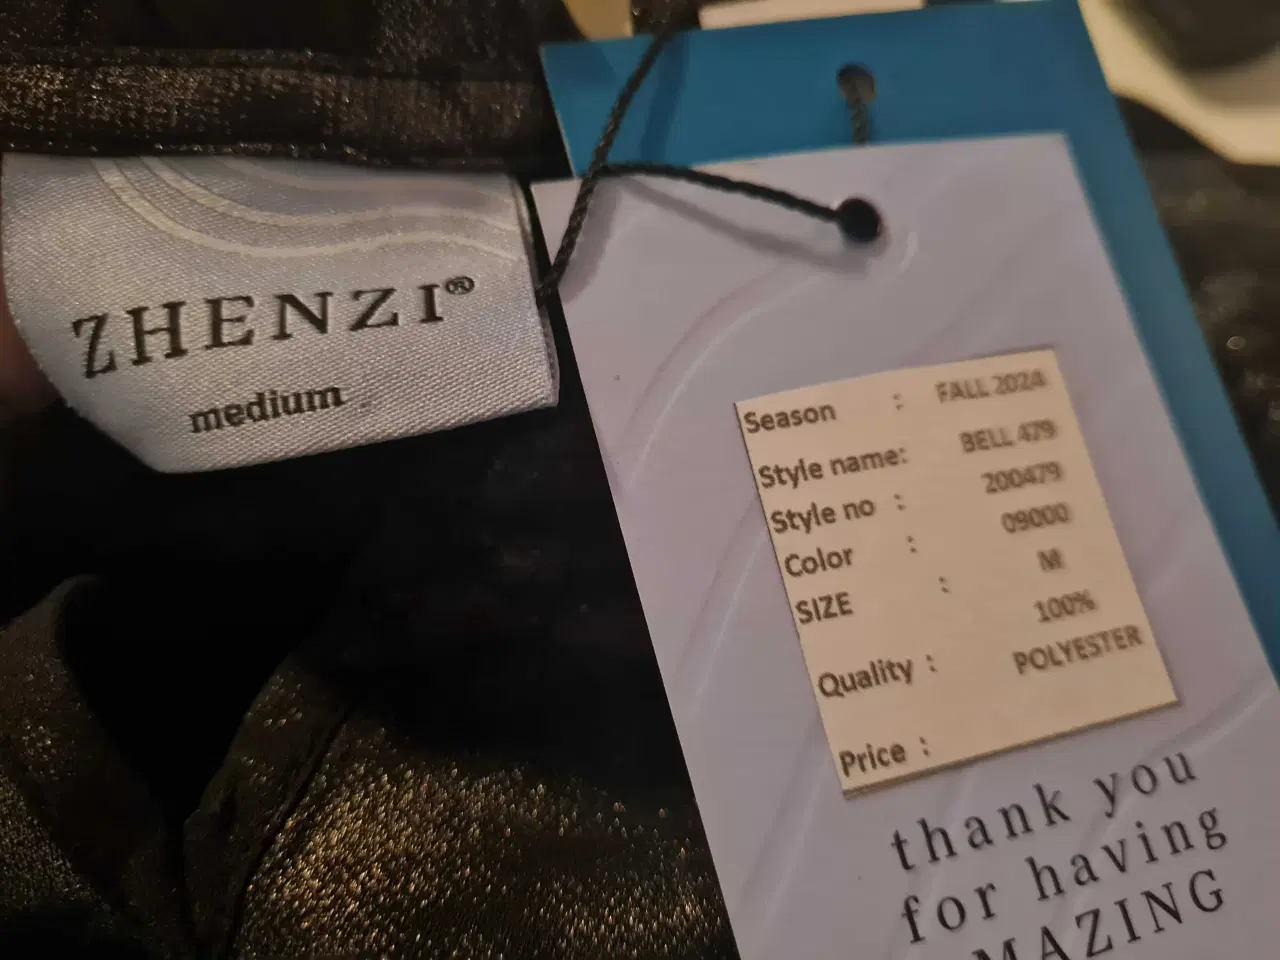 ZHENZI®
medium
Season : FALL 2024
Style name: BELL 479
Style no : 200479
Color : 09000
SIZE : M
Quality : 100%
POLYESTER
Price :
thank you
for having
MAZING